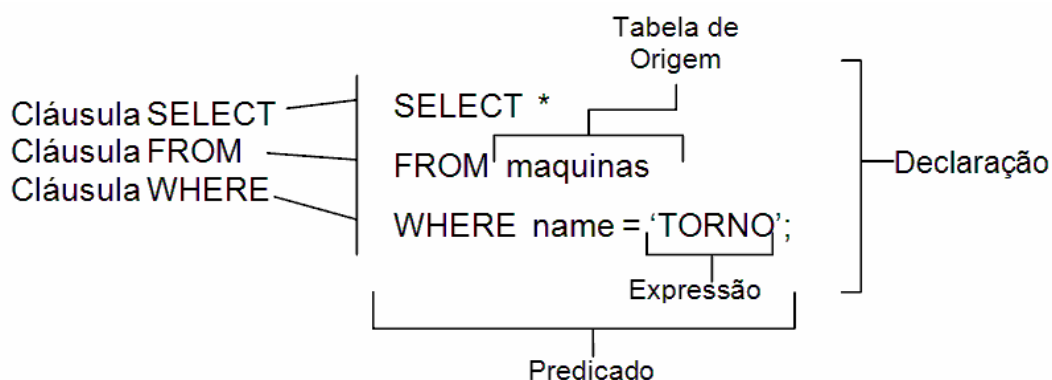 Tabela de
Origem
Cláusula SELECT
Cláusula FROM
Cláusula WHERE
SELECT *
FROM maquinas
WHERE name = ‘TORNO’;
Declaração
Expressão
Predicado